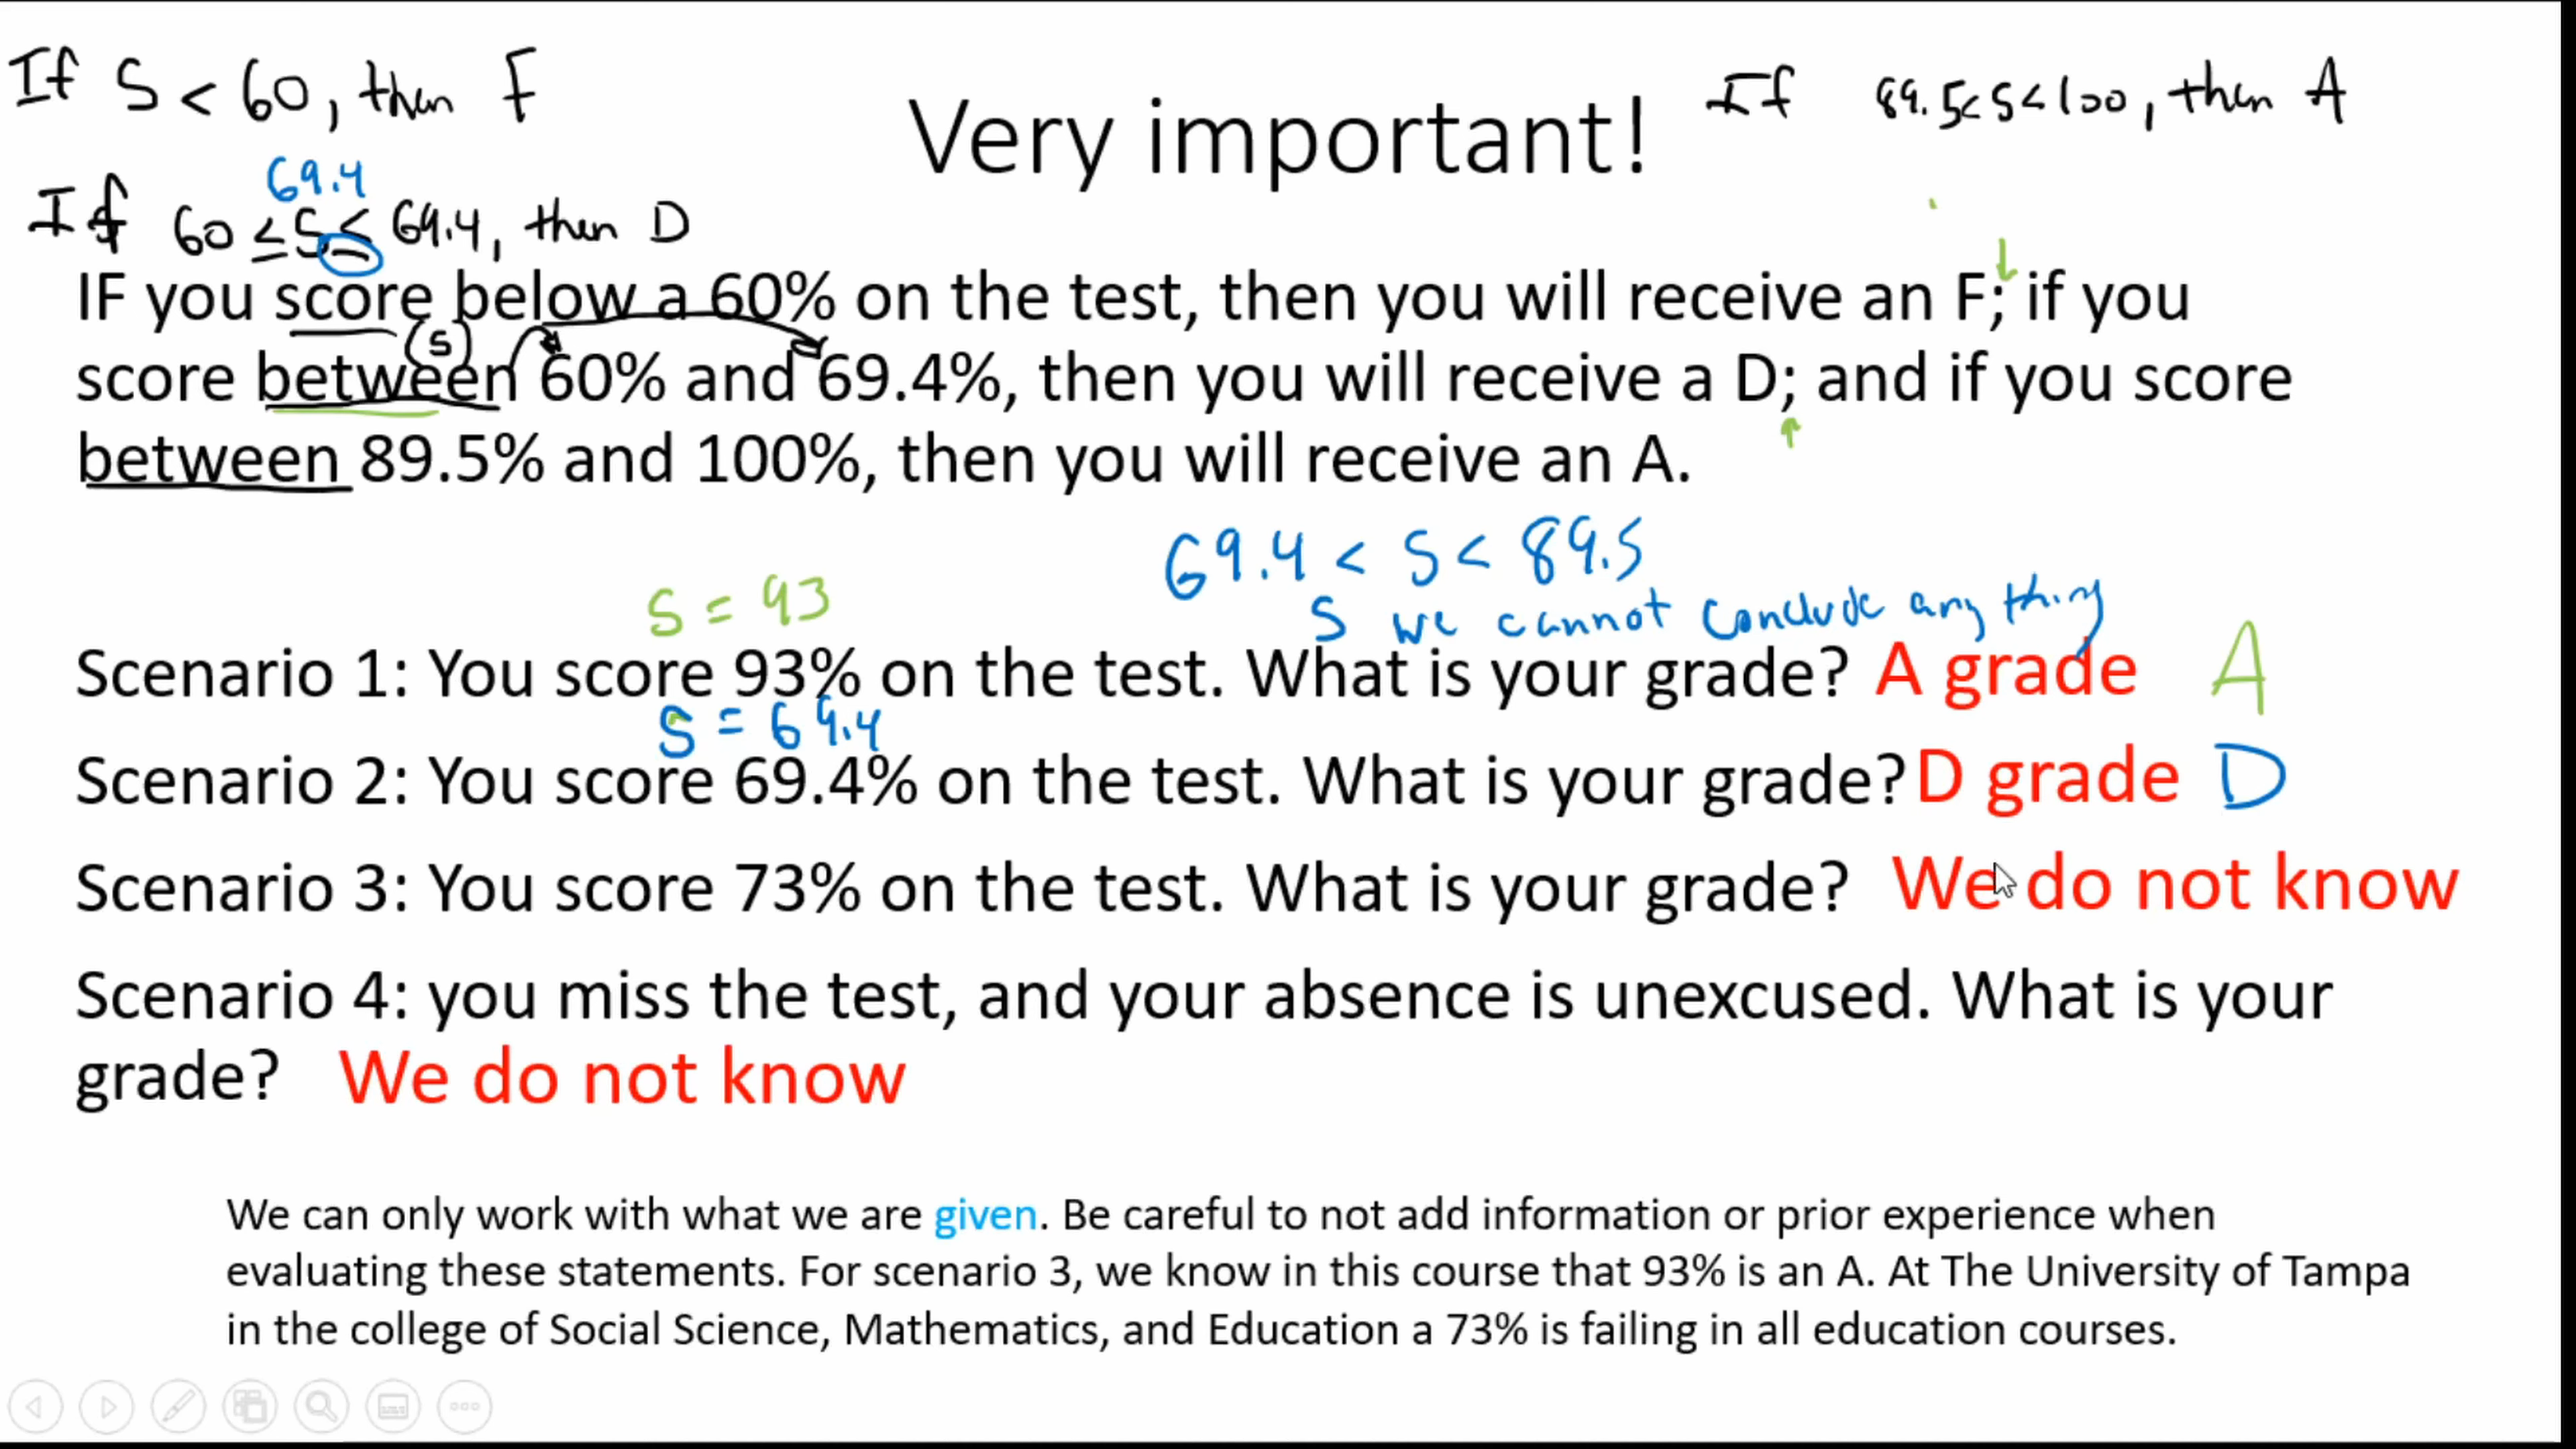 If S < 60, then F
If 89.5 < S < 100, then A
Very important!
69.4
If 60 ≤ S ≤ 69.4, then D
IF you score below a 60% on the test, then you will receive an F; if you
(S)
score between 60% and 69.4%, then you will receive a D; and if you score
between 89.5% and 100%, then you will receive an A.
69.4 < S < 89.5
S = 93
S we cannot conclude anything
Scenario 1: You score 93% on the test. What is your grade? A grade A
S = 69.4
Scenario 2: You score 69.4% on the test. What is your grade? D grade D
Scenario 3: You score 73% on the test. What is your grade? We do not know
Scenario 4: you miss the test, and your absence is unexcused. What is your
grade? We do not know
We can only work with what we are given. Be careful to not add information or prior experience when
evaluating these statements. For scenario 3, we know in this course that 93% is an A. At The University of Tampa
in the college of Social Science, Mathematics, and Education a 73% is failing in all education courses.